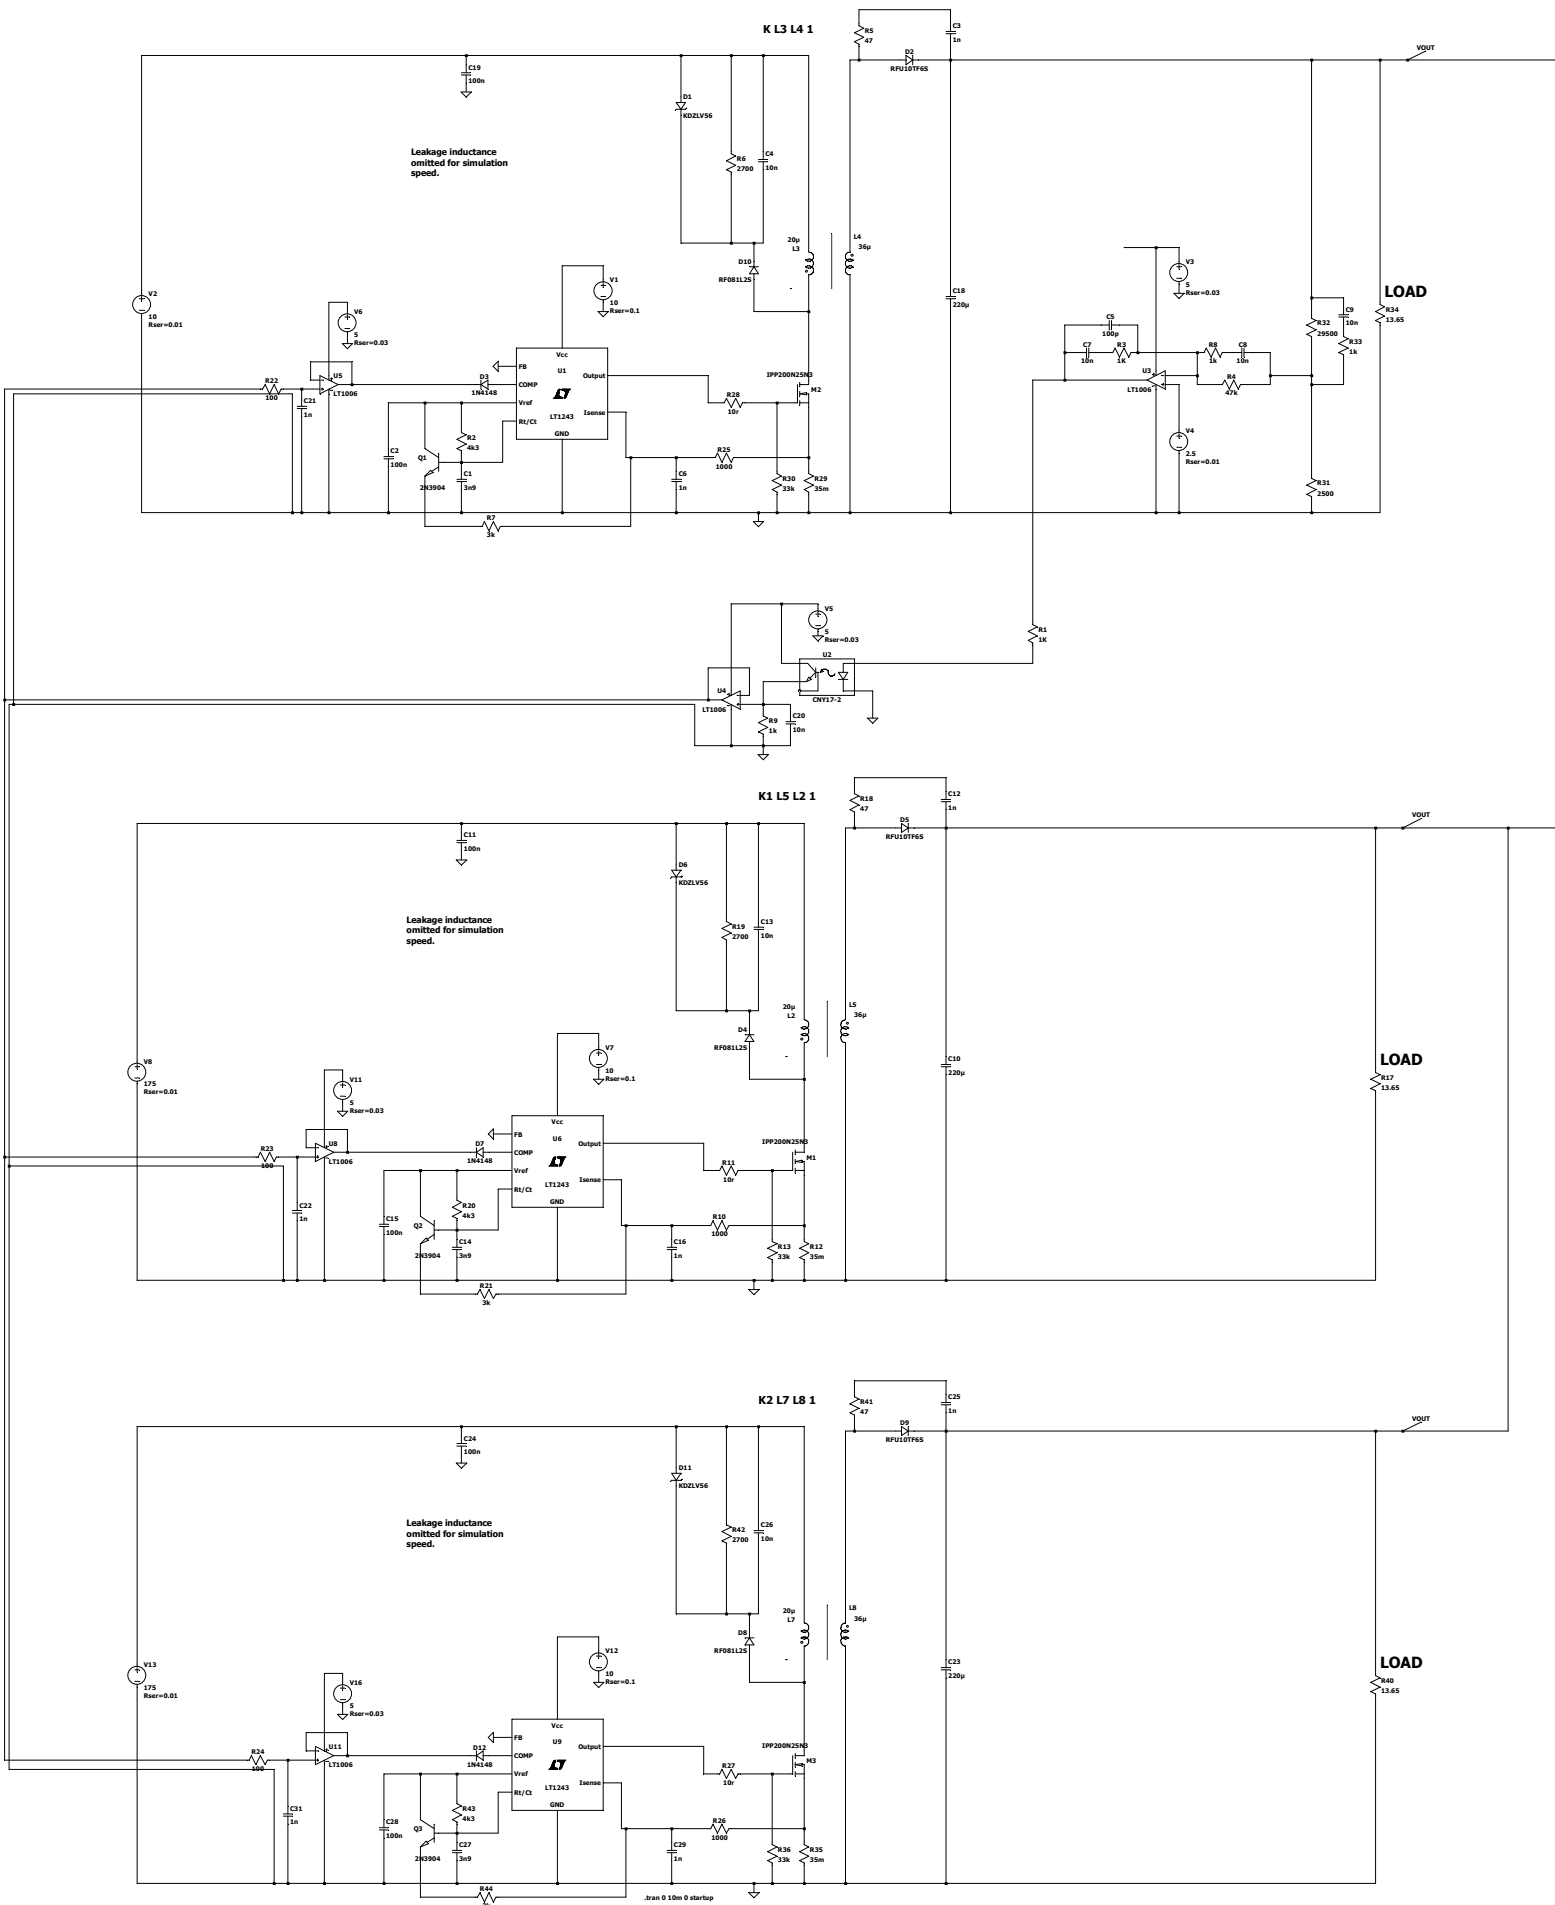 K L3 L4 1
R5
47
C3
1n
D2
RFU10TF6S
VOUT
C19
100n
D1
KDZLV56
Leakage inductance
omitted for simulation
speed.
R6
2700
C4
10n
20µ
L3
L4
36µ
D10
RF081L2S
V2
10
Rser=0.01
V6
5
Rser=0.03
V1
10
Rser=0.1
C18
220µ
V3
5
Rser=0.03
LOAD
R34
13.65
C9
10n
R32
29500
R33
1k
C5
100p
C7
10n
R3
1K
R8
1k
C8
10n
R4
47k
U3
LT1006
V4
2.5
Rser=0.01
R31
2500
R22
100
C21
1n
U5
LT1006
D3
1N4148
Vcc
FB
U1
Output
COMP
Vref
Isense
Rt/Ct
LT1243
GND
IPP200N25N3
M2
R28
10r
R2
4k3
C2
100n
Q1
2N3904
C1
3n9
R25
1000
C6
1n
R30
33k
R29
35m
R7
3k
V5
5
Rser=0.03
U2
CNY17-2
R1
1K
U4
LT1006
R9
1k
C20
10n
K1 L5 L2 1
R18
47
C12
1n
D5
RFU10TF6S
VOUT
C11
100n
D6
KDZLV56
Leakage inductance
omitted for simulation
speed.
R19
2700
C13
10n
20µ
L2
L5
36µ
D4
RF081L2S
V8
175
Rser=0.01
V11
5
Rser=0.03
V7
10
Rser=0.1
C10
220µ
LOAD
R17
13.65
R23
100
C22
1n
U8
LT1006
D7
1N4148
Vcc
FB
U6
Output
COMP
Vref
Isense
Rt/Ct
LT1243
GND
IPP200N25N3
M1
R11
10r
R20
4k3
C15
100n
Q2
2N3904
C14
3n9
R10
1000
C16
1n
R13
33k
R12
35m
R21
3k
K2 L7 L8 1
R41
47
C25
1n
D9
RFU10TF6S
VOUT
C24
100n
D11
KDZLV56
Leakage inductance
omitted for simulation
speed.
R42
2700
C26
10n
20µ
L7
L8
36µ
D8
RF081L2S
V13
175
Rser=0.01
V16
5
Rser=0.03
V12
10
Rser=0.1
C23
220µ
LOAD
R40
13.65
R24
100
C31
1n
U11
LT1006
D12
1N4148
Vcc
FB
U9
Output
COMP
Vref
Isense
Rt/Ct
LT1243
GND
IPP200N25N3
M3
R27
10r
R43
4k3
C28
100n
Q3
2N3904
C27
3n9
R26
1000
C29
1n
R36
33k
R35
35m
R44
.tran 0 10m 0 startup